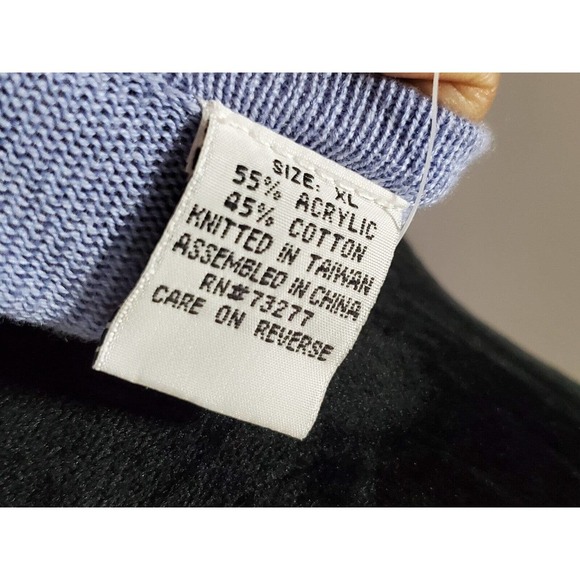 SIZE: XL
55% ACRYLIC
45% COTTON
KNITTED IN TAIWAN
ASSEMBLED IN CHINA
RN#73277
CARE ON REVERSE